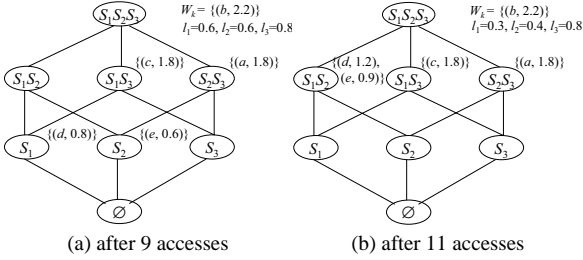 S1S2S3
Wk = {(b, 2.2)}
l1=0.6, l2=0.6, l3=0.8
S1S2
{(c, 1.8)}
S1S3
{(a, 1.8)}
S2S3
S1
{(d, 0.8)}
S2
{(e, 0.6)}
S3
∅
(a) after 9 accesses
S1S2S3
Wk = {(b, 2.2)}
l1=0.3, l2=0.4, l3=0.8
S1S2
{(d, 1.2),
(e, 0.9)}
{(c, 1.8)}
S1S3
{(a, 1.8)}
S2S3
S1
S2
S3
∅
(b) after 11 accesses